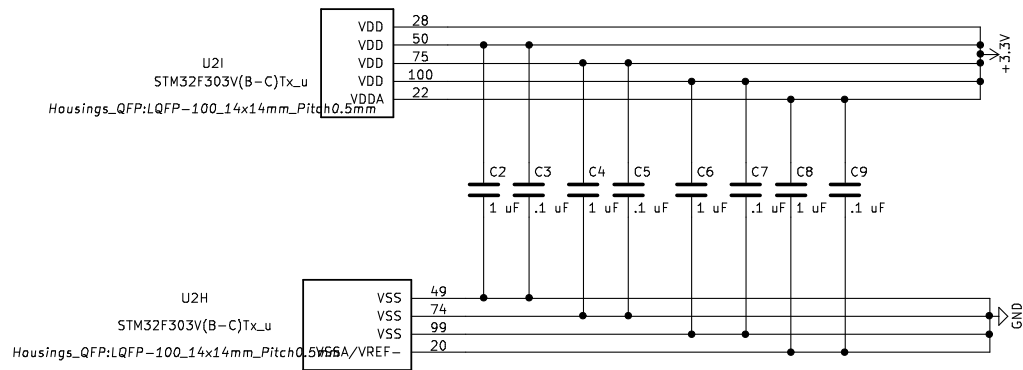 VDD 28
VDD 50
VDD 75
VDD 100
VDDA 22
U2I
STM32F303V(B-C)Tx_u
Housings_QFP:LQFP-100_14x14mm_Pitch0.5mm
+3.3V
C2 C3 C4 C5 C6 C7 C8 C9
1 uF .1 uF 1 uF .1 uF 1 uF .1 uF 1 uF .1 uF
U2H
STM32F303V(B-C)Tx_u
Housings_QFP:LQFP-100_14x14mm_Pitch0.5mm
VSS 49
VSS 74
VSS 99
VSSA/VREF- 20
GND